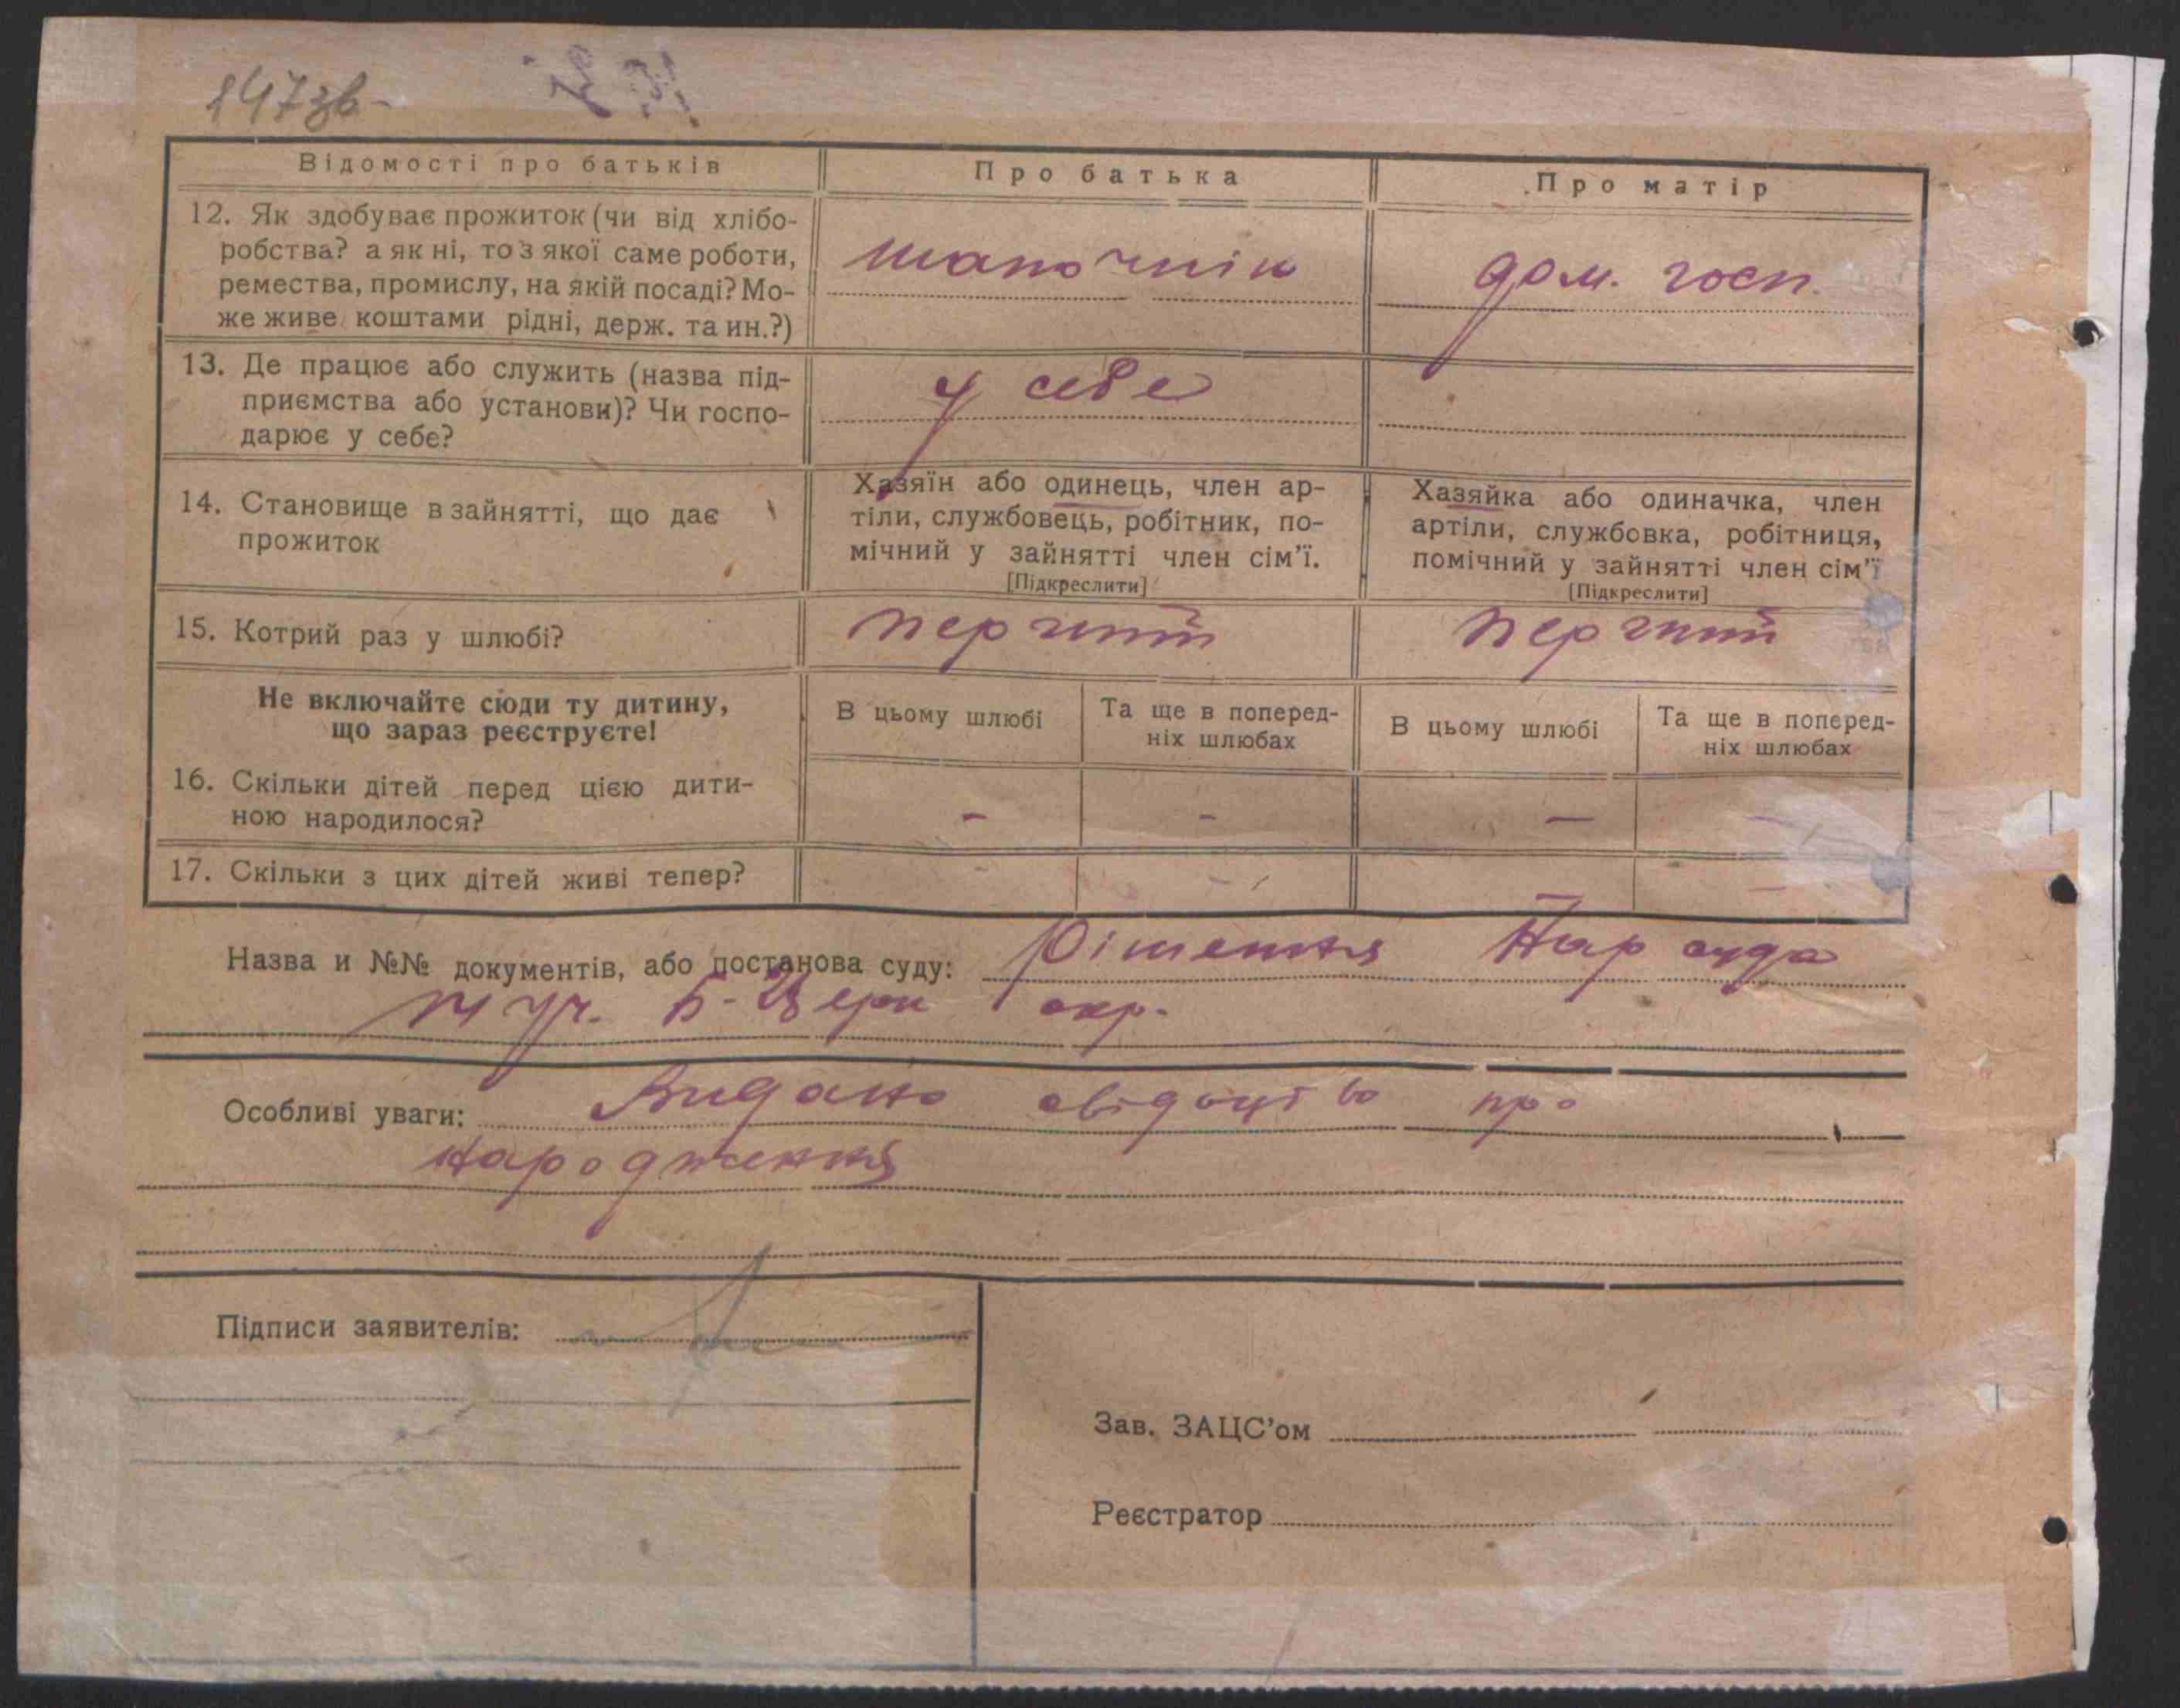 147 зв.
Відомості про батьків
Про батька
Про матір
12. Як здобуває прожиток (чи від хлібо-
робства? а як ні, то з якої саме роботи,
ремества, промислу, на якій посаді? Мо-
же живе коштами рідні, держ. та ин.?)
шапочнік
дом. госп.
13. Де працює або служить (назва під-
приємства або установи)? Чи госпо-
дарює у себе?
у себе
14. Становище в зайнятті, що дає
прожиток
Хазяїн або одинець, член ар-
тіли, службовець, робітник, по-
мічний у зайнятті член сім’ї.
[Підкреслити]
Хазяйка або одиначка, член
артіли, службовка, робітниця,
помічний у зайнятті член сім’ї
[Підкреслити]
15. Котрий раз у шлюбі?
перший
перший
Не включайте сюди ту дитину,
що зараз реєструєте!
В цьому шлюбі
Та ще в поперед-
ніх шлюбах
В цьому шлюбі
Та ще в поперед-
ніх шлюбах
16. Скільки дітей перед цією дити-
ною народилося?
-
-
-
-
17. Скільки з цих дітей живі тепер?
-
-
-
-
Назва и №№ документів, або постанова суду: Рішення Нар суда
уч. Б-Церк окр.
Особливі уваги: Видано свідоцтво про
народження
Підписи заявителів:
Зав. ЗАЦС’ом
Реєстратор